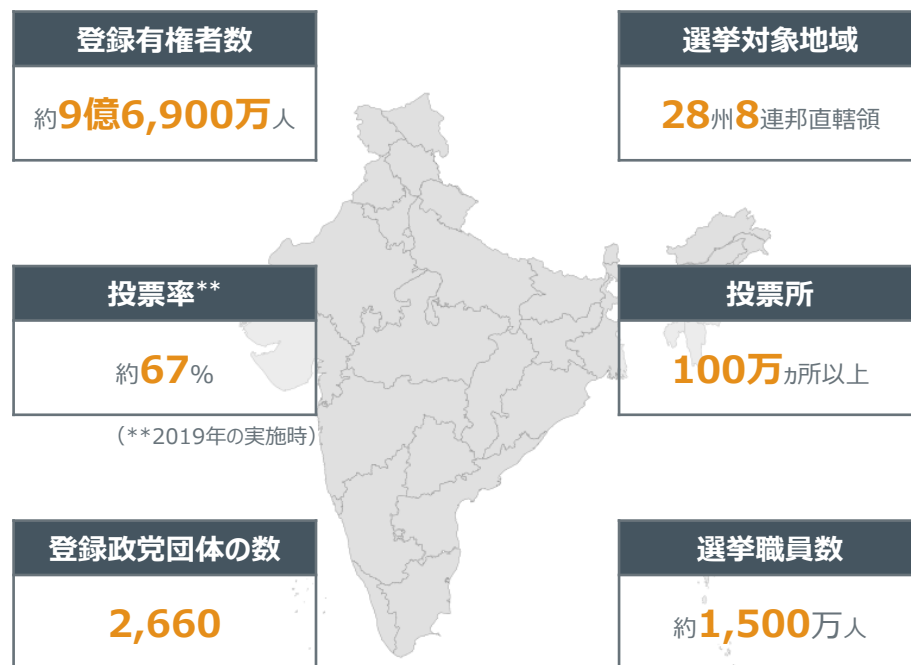 登録有権者数
約9億6,900万人
選挙対象地域
28州8連邦直轄領
投票率**
約67%
(**2019年の実施時)
投票所
100万ヵ所以上
登録政党団体の数
2,660
選挙職員数
約1,500万人